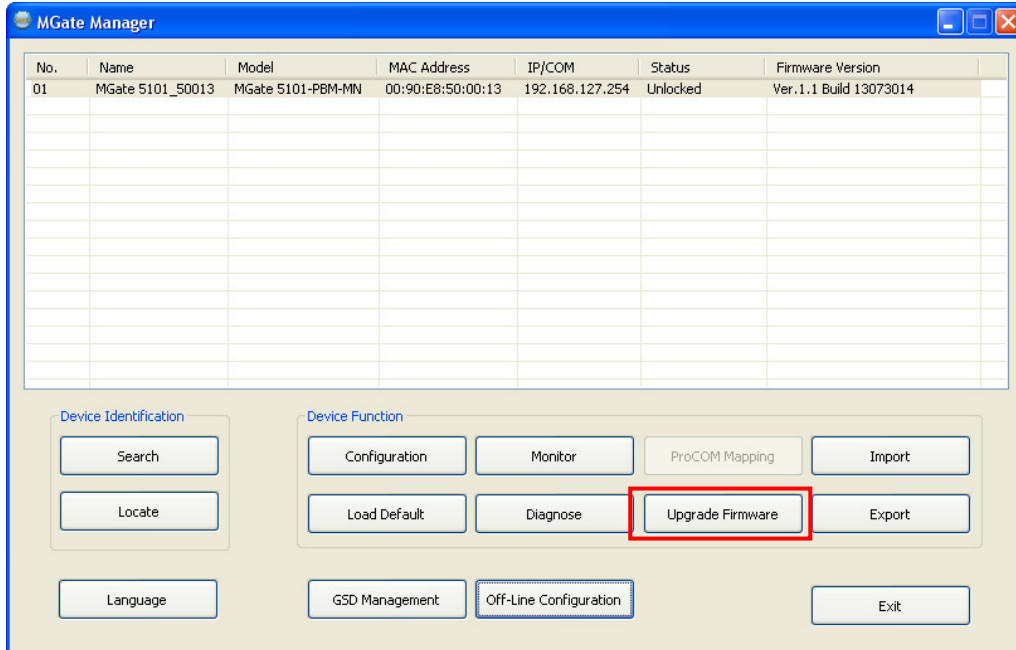 MGate Manager
No. Name Model MAC Address IP/COM Status Firmware Version
01 MGate 5101_50013 MGate 5101-PBM-MN 00:90:E8:50:00:13 192.168.127.254 Unlocked Ver.1.1 Build 13073014
Device Identification Device Function
Search Configuration Monitor ProCOM Mapping Import
Locate Load Default Diagnose Upgrade Firmware Export
Language GSD Management Off-Line Configuration Exit